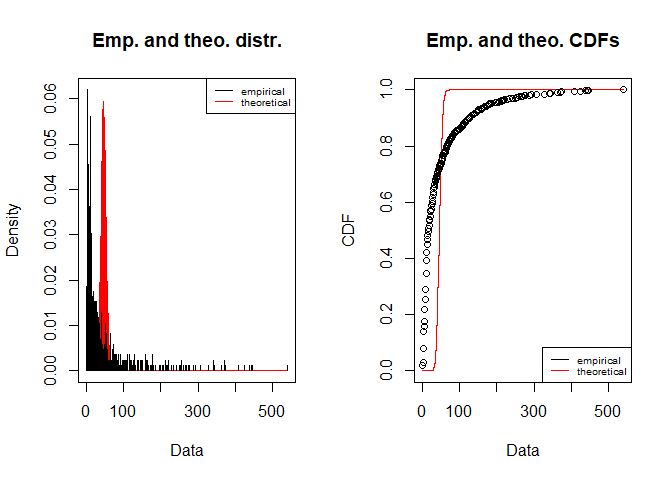 Emp. and theo. distr.
empirical
theoretical
Density
0.00 0.01 0.02 0.03 0.04 0.05 0.06
0 100 300 500
Data
Emp. and theo. CDFs
CDF
0.0 0.2 0.4 0.6 0.8 1.0
empirical
theoretical
0 100 300 500
Data